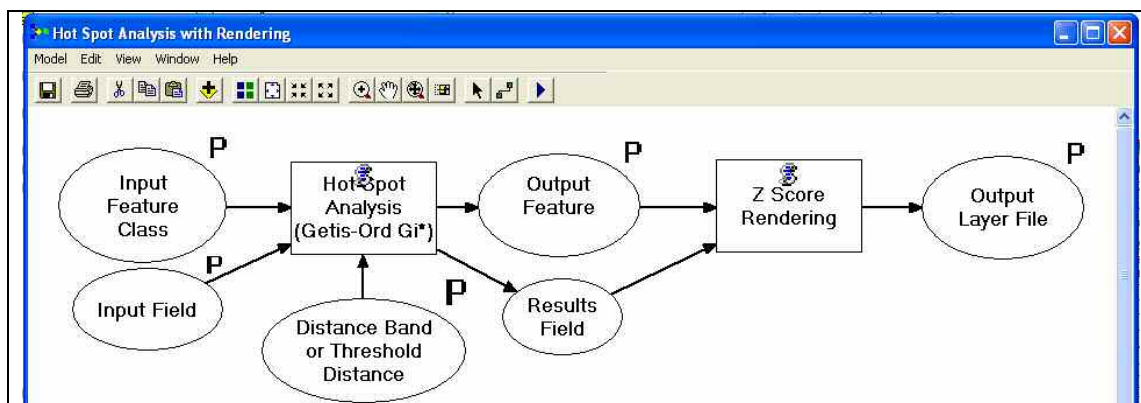 Hot Spot Analysis with Rendering
Model Edit View Window Help
P
Input
Feature
Class
P
Input Field
Hot Spot
Analysis
(Getis-Ord Gi*)
P
Distance Band
or Threshold
Distance
P
Output
Feature
Results
Field
Z Score
Rendering
P
Output
Layer File